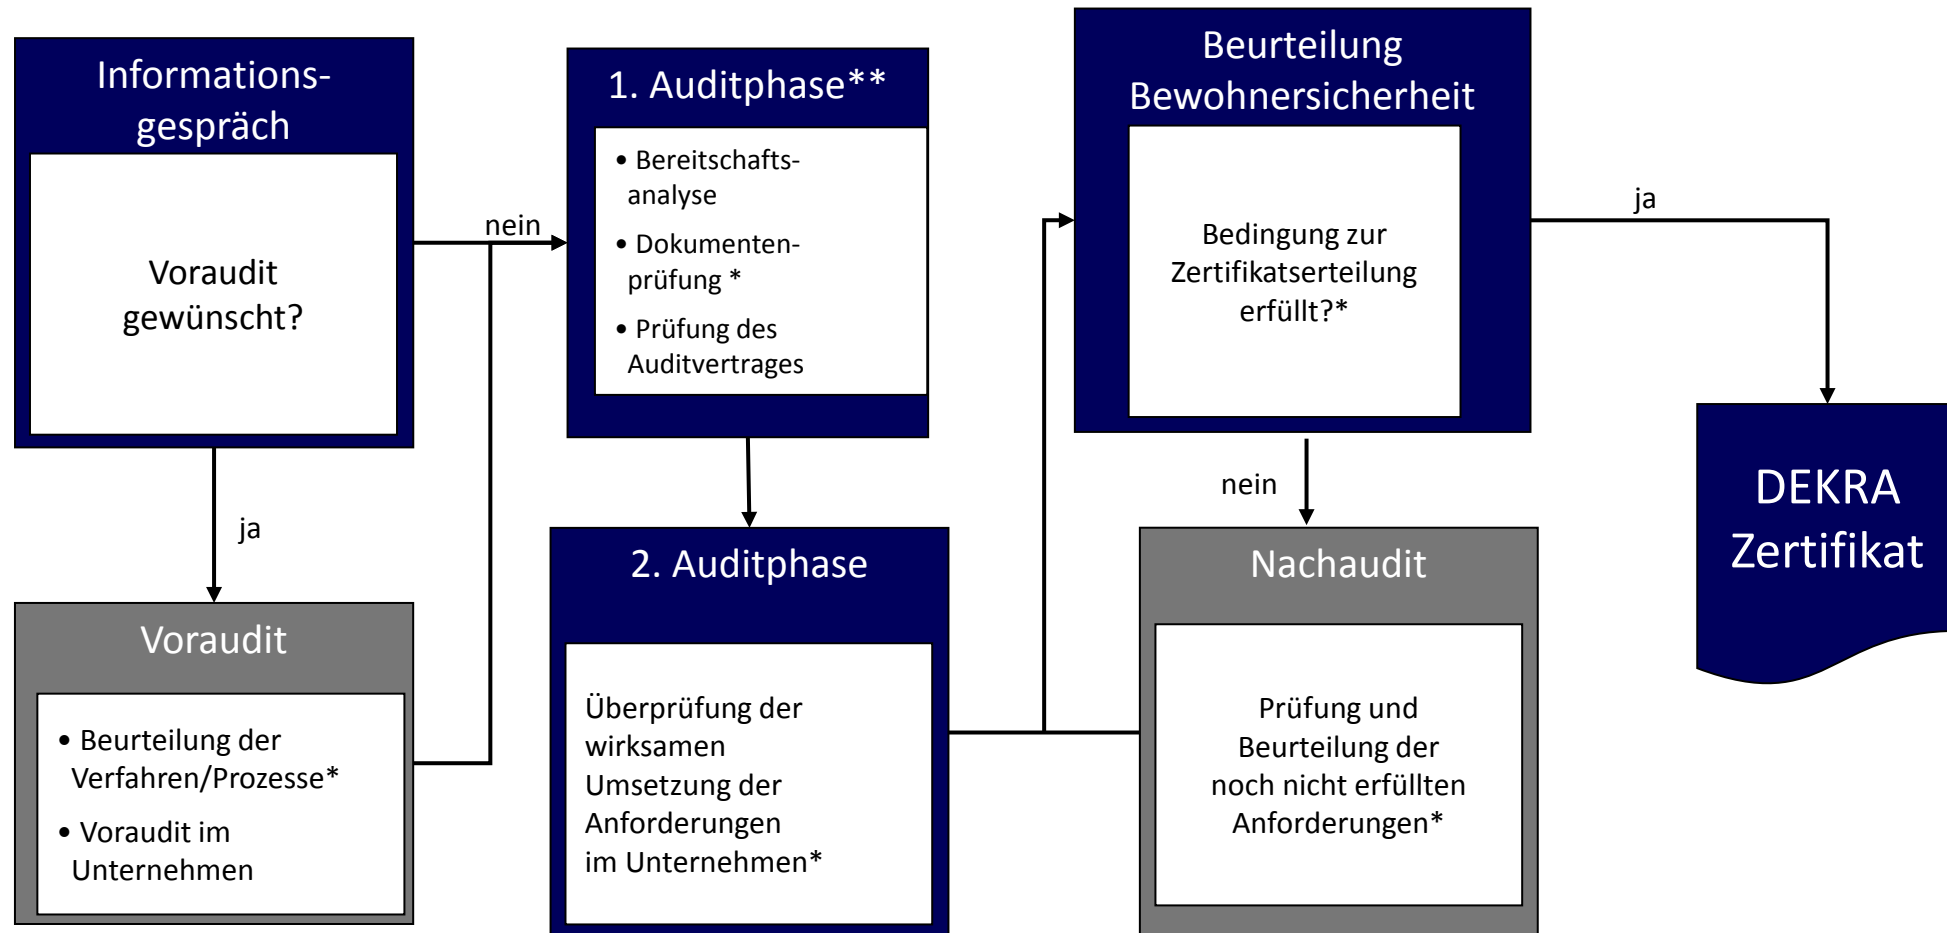 Informations-
gespräch
Voraudit
gewünscht?
nein
ja
Voraudit
• Beurteilung der
Verfahren/Prozesse*
• Voraudit im
Unternehmen
1. Auditphase**
• Bereitschafts-
analyse
• Dokumenten-
prüfung *
• Prüfung des
Auditvertrages
2. Auditphase
Überprüfung der
wirksamen
Umsetzung der
Anforderungen
im Unternehmen*
Beurteilung
Bewohnersicherheit
Bedingung zur
Zertifikatserteilung
erfüllt?*
ja
nein
Nachaudit
Prüfung und
Beurteilung der
noch nicht erfüllten
Anforderungen*
DEKRA
Zertifikat